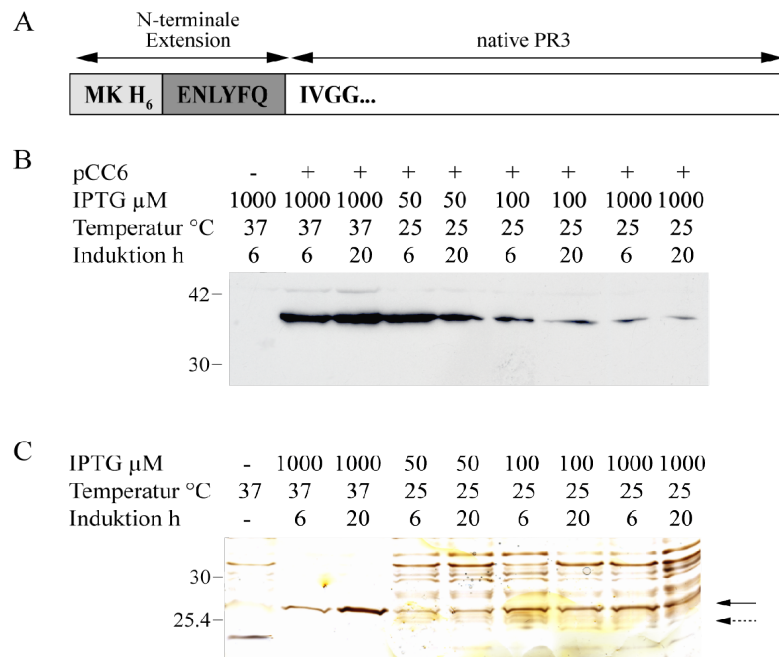 A
N-terminale
Extension
native PR3
MK H6 ENLYFQ IVGG...
B
pCC6 - + + + + + + + +
IPTG µM 1000 1000 1000 50 50 100 100 1000 1000
Temperatur °C 37 37 37 25 25 25 25 25 25
Induktion h 6 6 20 6 20 6 20 6 20
42
30
C
IPTG µM - 1000 1000 50 50 100 100 1000 1000
Temperatur °C 37 37 37 25 25 25 25 25 25
Induktion h - 6 20 6 20 6 20 6 20
30
25.4